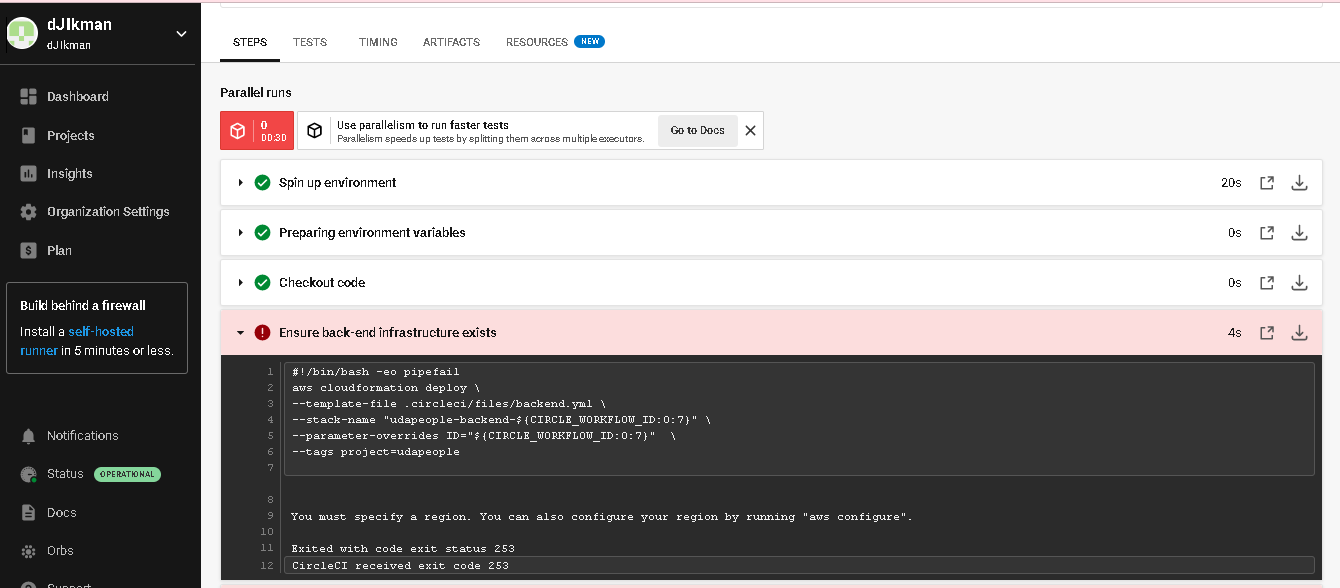 dJlkman
dJlkman
Dashboard
Projects
Insights
Organization Settings
$ Plan
Build behind a firewall
Install a self-hosted
runner in 5 minutes or less.
Notifications
Status OPERATIONAL
Docs
Orbs
Support
STEPS TESTS TIMING ARTIFACTS RESOURCES NEW
Parallel runs
0
00:30
Use parallelism to run faster tests
Parallelism speeds up tests by splitting them across multiple executors.
Go to Docs
Spin up environment 20s
Preparing environment variables 0s
Checkout code 0s
! Ensure back-end infrastructure exists 4s
1 #!/bin/bash -eo pipefail
2 aws cloudformation deploy \
3 --template-file .circleci/files/backend.yml \
4 --stack-name "udapeople-backend-${CIRCLE_WORKFLOW_ID:0:7}" \
5 --parameter-overrides ID="${CIRCLE_WORKFLOW_ID:0:7}"  \
6 --tags project=udapeople
7
8
9 You must specify a region. You can also configure your region by running "aws configure".
10
11 Exited with code exit status 253
12 CircleCI received exit code 253